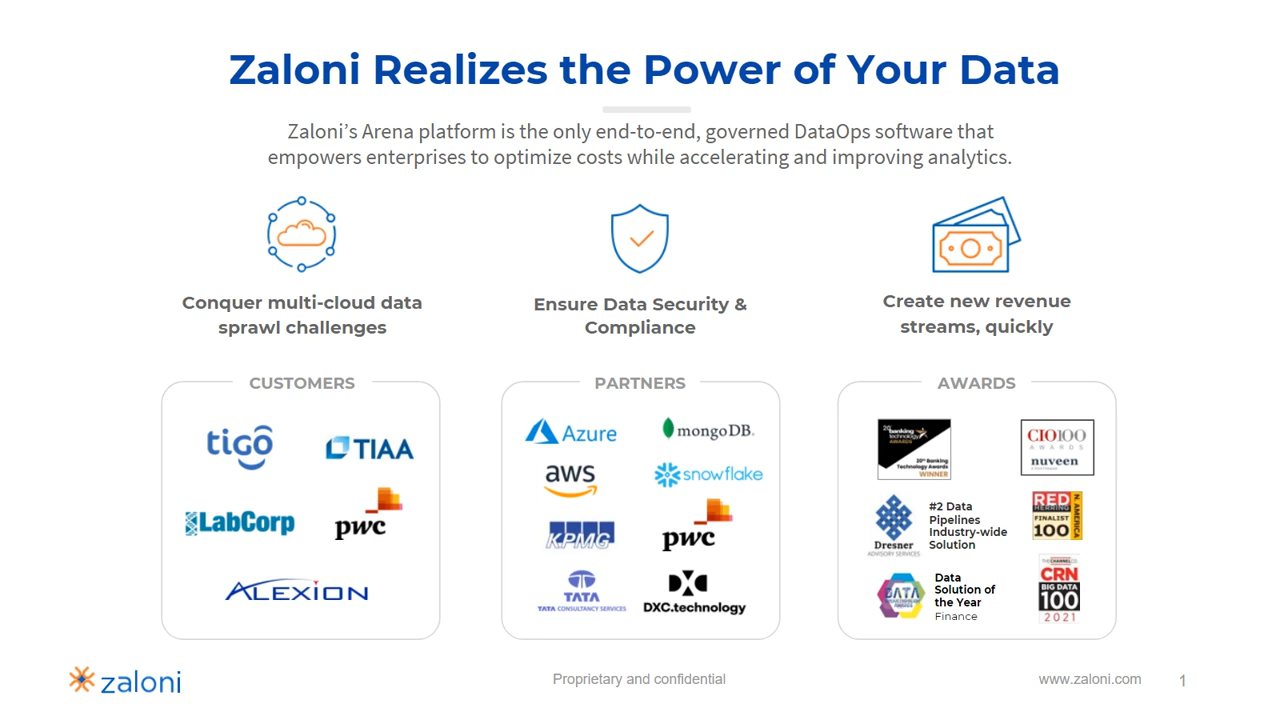 Zaloni Realizes the Power of Your Data
Zaloni’s Arena platform is the only end-to-end, governed DataOps software that
empowers enterprises to optimize costs while accelerating and improving analytics.
Conquer multi-cloud data
sprawl challenges
Ensure Data Security &
Compliance
Create new revenue
streams, quickly
CUSTOMERS
tiGO
TIAA
LabCorp
pwc
ALEXION
PARTNERS
Azure
mongoDB.
aws
snowflake
KPMG
pwc
TATA
TATA CONSULTANCY SERVICES
DXC.technology
AWARDS
banking
technology
AWARDS
20th Banking
Technology Awards
WINNER
CIO100
AWARDS
nuveen
Dresner
ADVISORY SERVICES
#2 Data
Pipelines
Industry-wide
Solution
RED
HERRING
FINALIST
100
N. AMERICA
DATA
Data
Solution of
the Year
Finance
CRN
BIG DATA
100
2021
zaloni
Proprietary and confidential
www.zaloni.com
1